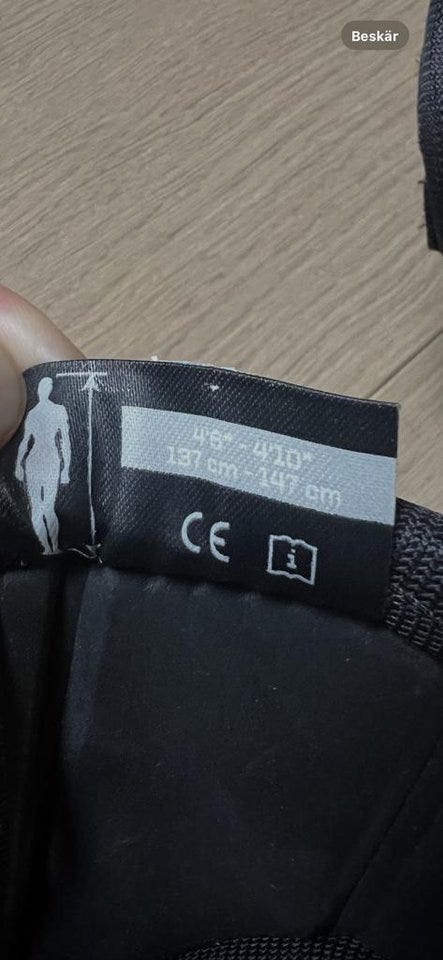 Beskär
4'6" - 4'10"
137 cm - 147 cm
CE
i